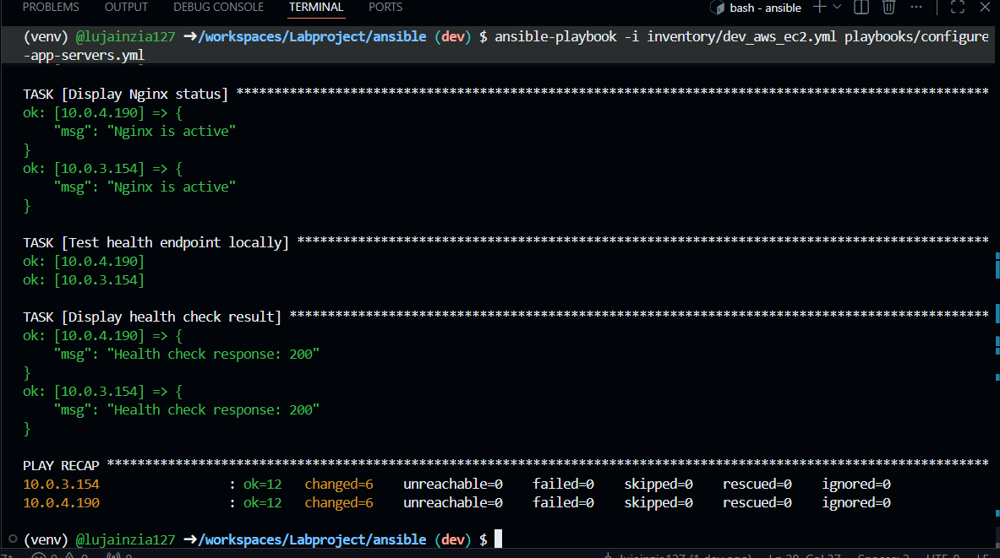 PROBLEMS OUTPUT DEBUG CONSOLE TERMINAL PORTS bash - ansible
(venv) @lujainzia127 ➜/workspaces/Labproject/ansible (dev) $ ansible-playbook -i inventory/dev_aws_ec2.yml playbooks/configure
-app-servers.yml
TASK [Display Nginx status] ***************************************************************************************************
ok: [10.0.4.190] => {
    "msg": "Nginx is active"
}
ok: [10.0.3.154] => {
    "msg": "Nginx is active"
}
TASK [Test health endpoint locally] *******************************************************************************************
ok: [10.0.4.190]
ok: [10.0.3.154]
TASK [Display health check result] ********************************************************************************************
ok: [10.0.4.190] => {
    "msg": "Health check response: 200"
}
ok: [10.0.3.154] => {
    "msg": "Health check response: 200"
}
PLAY RECAP ********************************************************************************************************************
10.0.3.154 : ok=12 changed=6 unreachable=0 failed=0 skipped=0 rescued=0 ignored=0
10.0.4.190 : ok=12 changed=6 unreachable=0 failed=0 skipped=0 rescued=0 ignored=0
(venv) @lujainzia127 ➜/workspaces/Labproject/ansible (dev) $